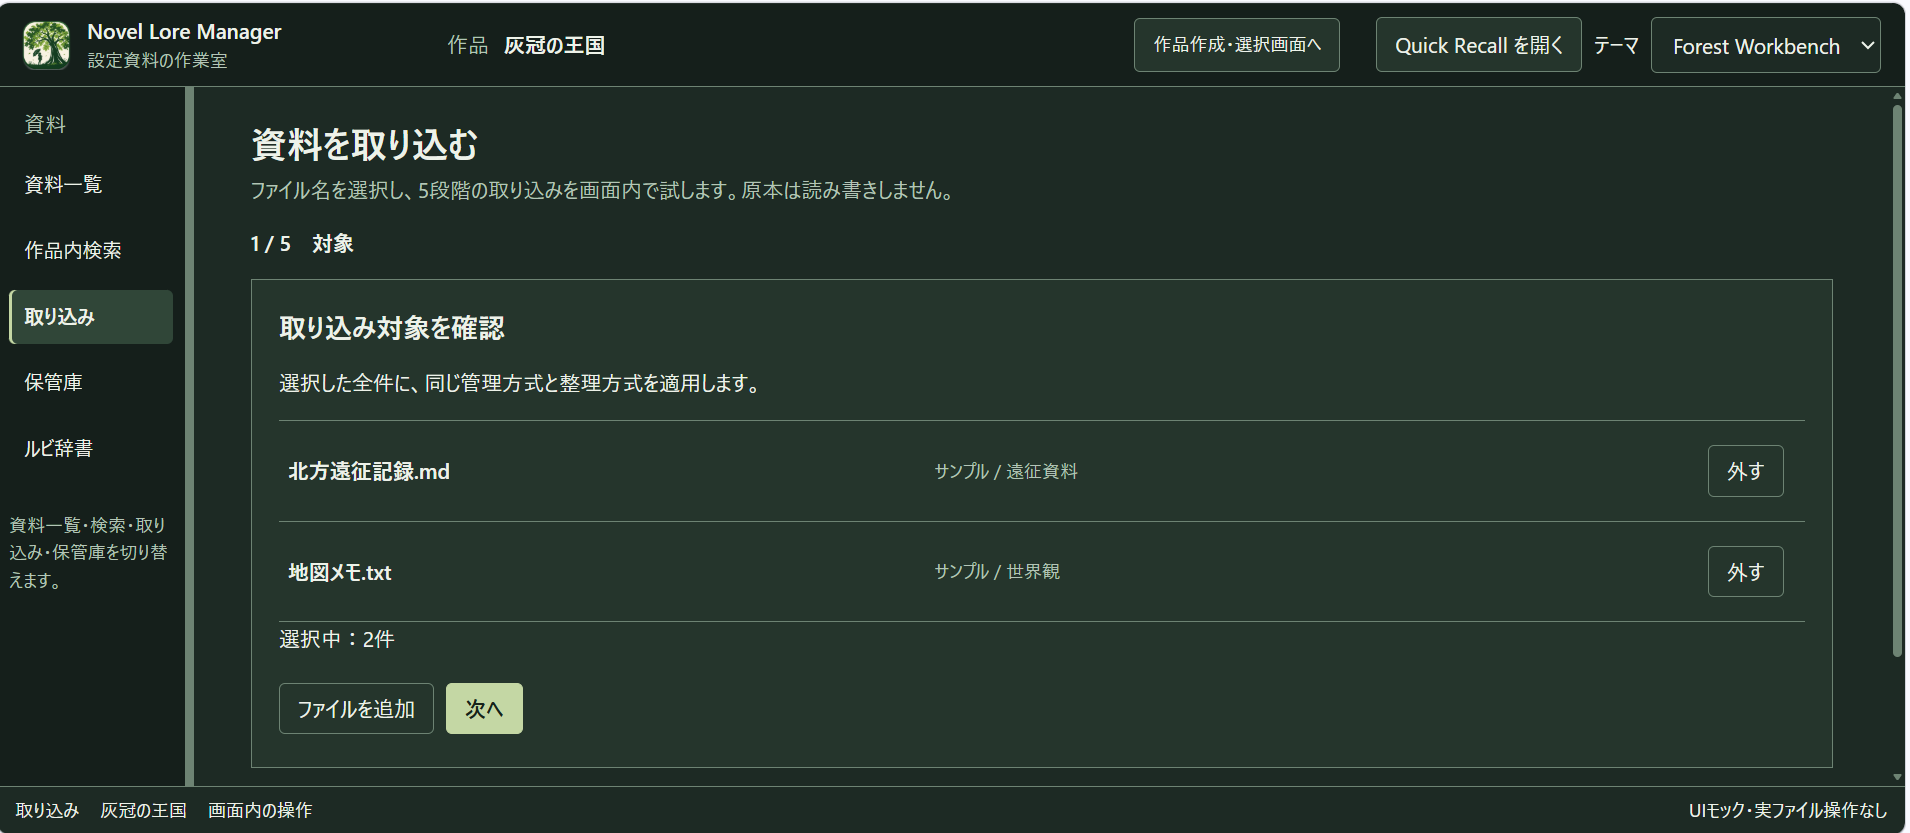 Novel Lore Manager
設定資料の作業室
作品 灰冠の王国
作品作成・選択画面へ
Quick Recall を開く
テーマ
Forest Workbench
資料
資料一覧
作品内検索
取り込み
保管庫
ルビ辞書
資料一覧・検索・取り
込み・保管庫を切り替
えます。
資料を取り込む
ファイル名を選択し、5段階の取り込みを画面内で試します。原本は読み書きしません。
1 / 5 対象
取り込み対象を確認
選択した全件に、同じ管理方式と整理方式を適用します。
北方遠征記録.md サンプル / 遠征資料 外す
地図メモ.txt サンプル / 世界観 外す
選択中：2件
ファイルを追加 次へ
取り込み 灰冠の王国 画面内の操作 UIモック・実ファイル操作なし